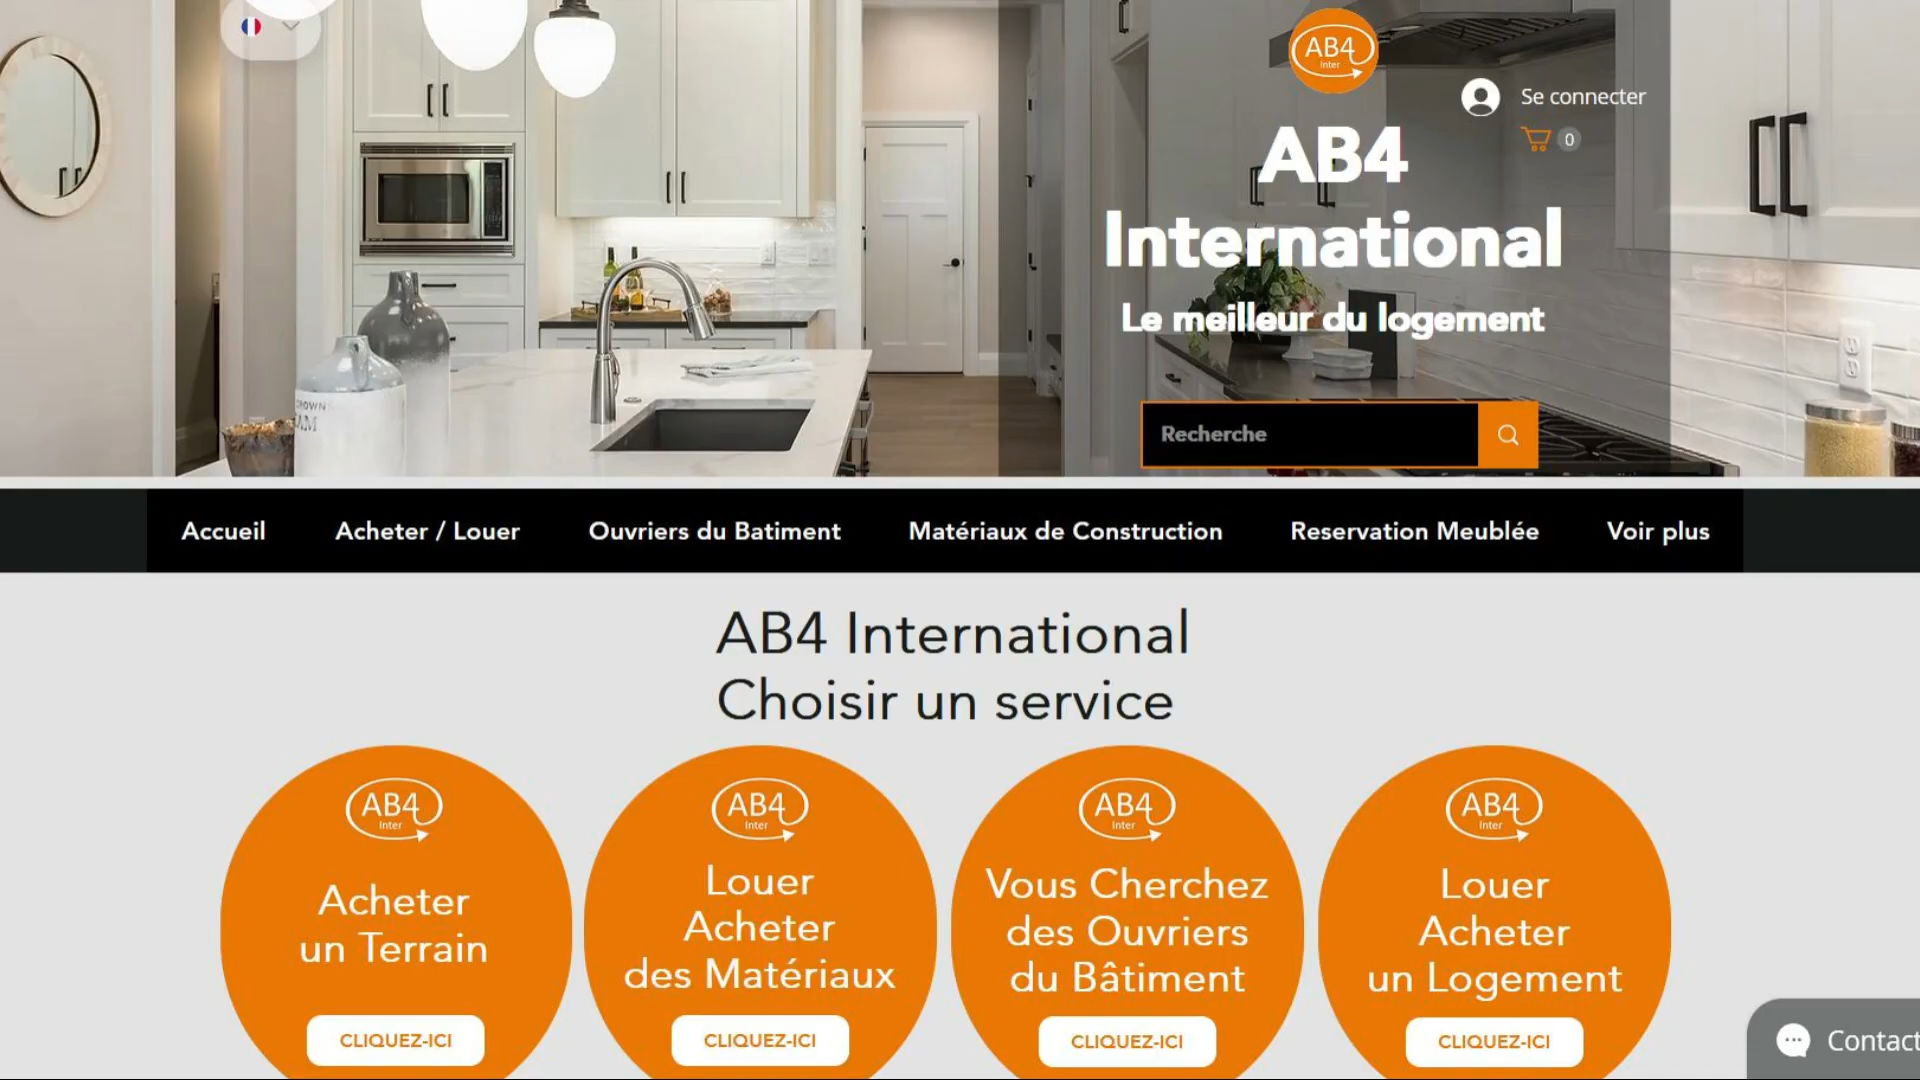 AB4
Inter
Se connecter
0
AB4
International
Le meilleur du logement
Recherche
Accueil
Acheter / Louer
Ouvriers du Batiment
Matériaux de Construction
Reservation Meublée
Voir plus
AB4 International
Choisir un service
AB4
Inter
Acheter
un Terrain
CLIQUEZ-ICI
AB4
Inter
Louer
Acheter
des Matériaux
CLIQUEZ-ICI
AB4
Inter
Vous Cherchez
des Ouvriers
du Bâtiment
CLIQUEZ-ICI
AB4
Inter
Louer
Acheter
un Logement
CLIQUEZ-ICI
Contact